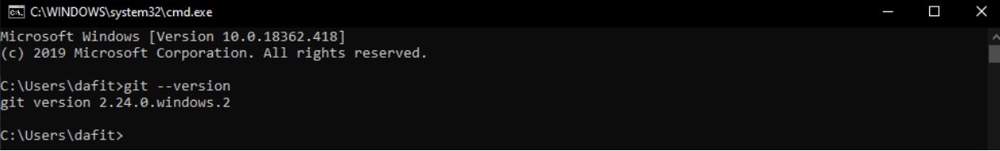 C:\WINDOWS\system32\cmd.exe
Microsoft Windows [Version 10.0.18362.418]
(c) 2019 Microsoft Corporation. All rights reserved.
C:\Users\dafit>git --version
git version 2.24.0.windows.2
C:\Users\dafit>